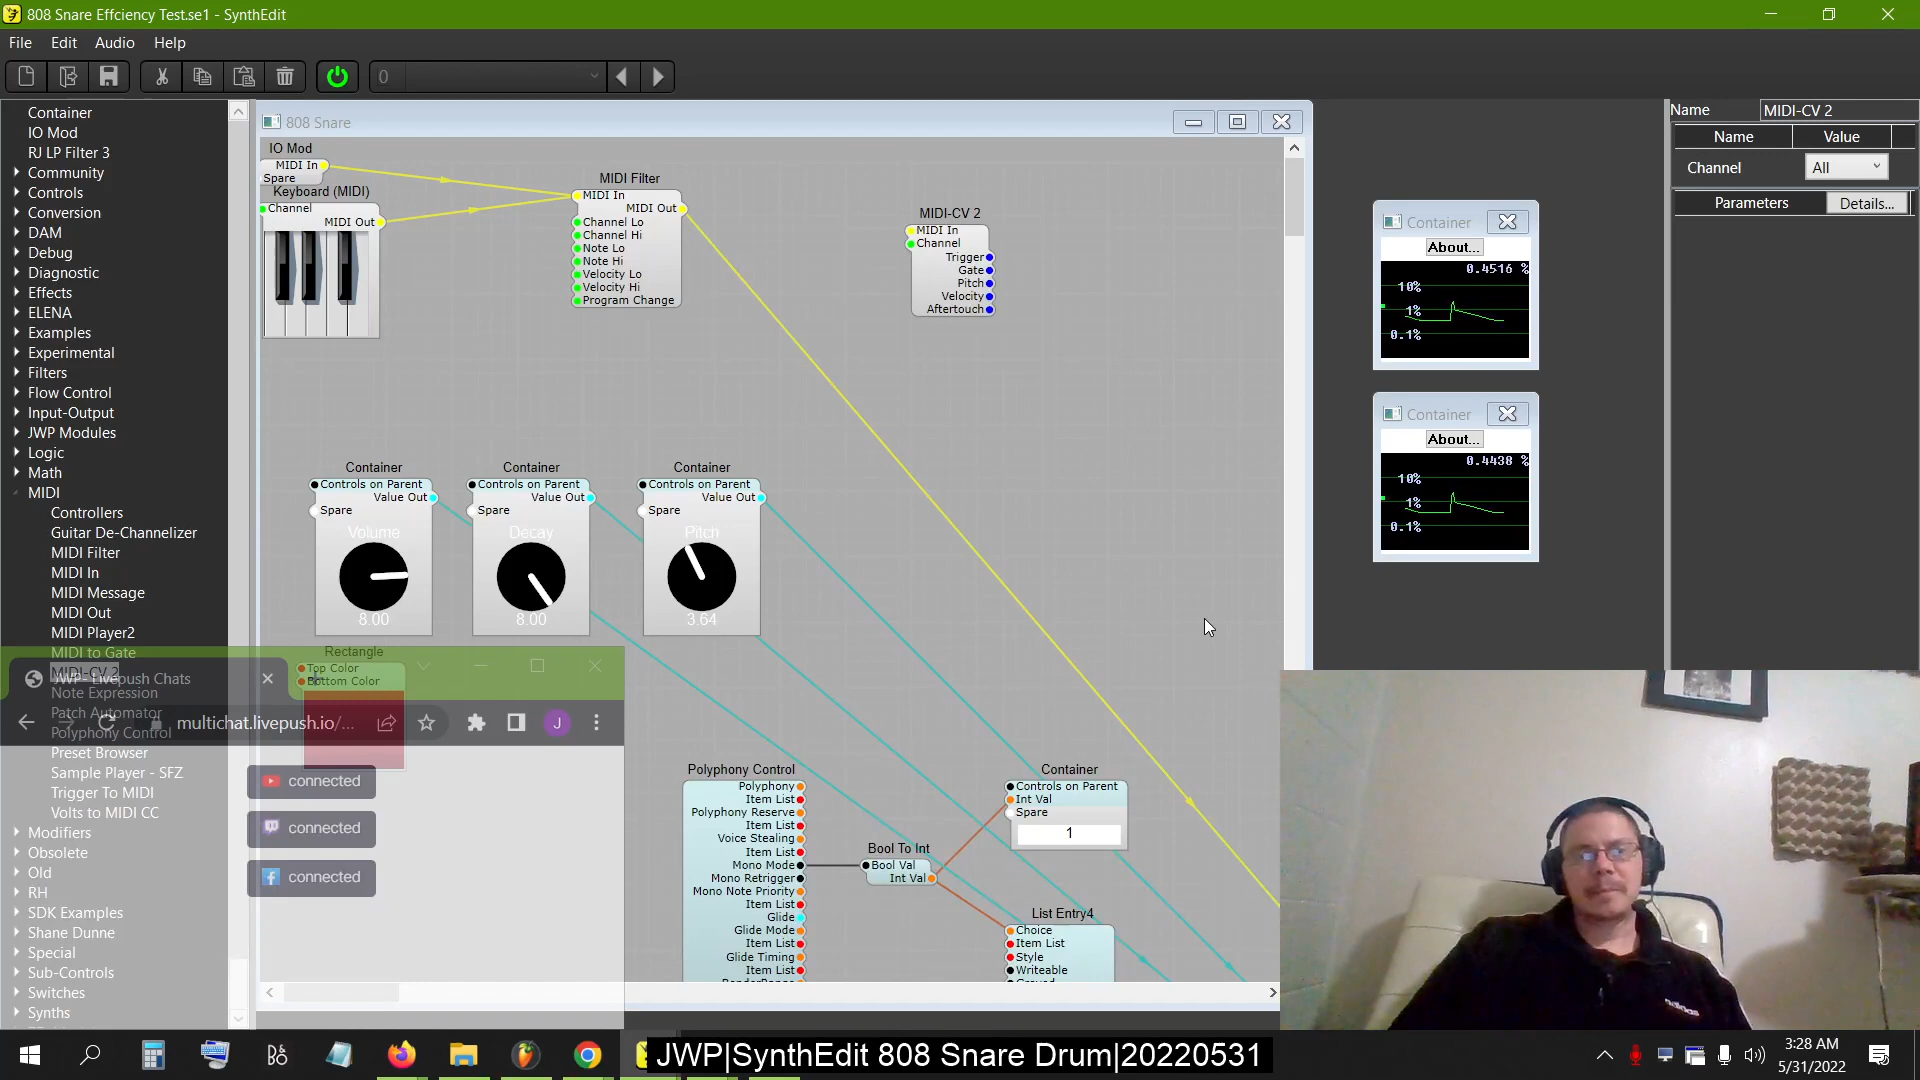 808 Snare Effciency Test.se1 - SynthEdit
File Edit Audio Help
0
Container
IO Mod
RJ LP Filter 3
Community
Controls
Conversion
DAM
Debug
Diagnostic
Effects
ELENA
Examples
Experimental
Filters
Flow Control
Input-Output
JWP Modules
Logic
Math
MIDI
Controllers
Guitar De-Channelizer
MIDI Filter
MIDI In
MIDI Message
MIDI Out
MIDI Player2
MIDI to Gate
MIDI-CV 2
Note Expression
Patch Automator
Polyphony Control
Preset Browser
Sample Player - SFZ
Trigger To MIDI
Volts to MIDI CC
Modifiers
Obsolete
Old
RH
SDK Examples
Shane Dunne
Special
Sub-Controls
Switches
Synths
808 Snare
IO Mod
MIDI In
Spare
Keyboard (MIDI)
Channel
MIDI Out
MIDI Filter
MIDI In
MIDI Out
Channel Lo
Channel Hi
Note Lo
Note Hi
Velocity Lo
Velocity Hi
Program Change
MIDI-CV 2
MIDI In
Channel
Trigger
Gate
Pitch
Velocity
Aftertouch
Container
Controls on Parent
Value Out
Spare
Volume
8.00
Container
Controls on Parent
Value Out
Spare
Decay
8.00
Container
Controls on Parent
Value Out
Spare
Pitch
3.64
Rectangle
Top Color
Bottom Color
JWP - Livepush Chats
multichat.livepush.io/...
J
connected
connected
connected
Polyphony Control
Polyphony
Item List
Polyphony Reserve
Item List
Voice Stealing
Item List
Mono Mode
Mono Retrigger
Mono Note Priority
Item List
Glide
Glide Mode
Item List
Glide Timing
Item List
Bool To Int
Bool Val
Int Val
Container
Controls on Parent
Int Val
Spare
1
List Entry4
Choice
Item List
Style
Writeable
Container
About...
0.4516 %
10%
1%
0.1%
Container
About...
0.4438 %
10%
1%
0.1%
Name MIDI-CV 2
Name Value
Channel All
Parameters Details...
JWP|SynthEdit 808 Snare Drum|20220531
3:28 AM
5/31/2022